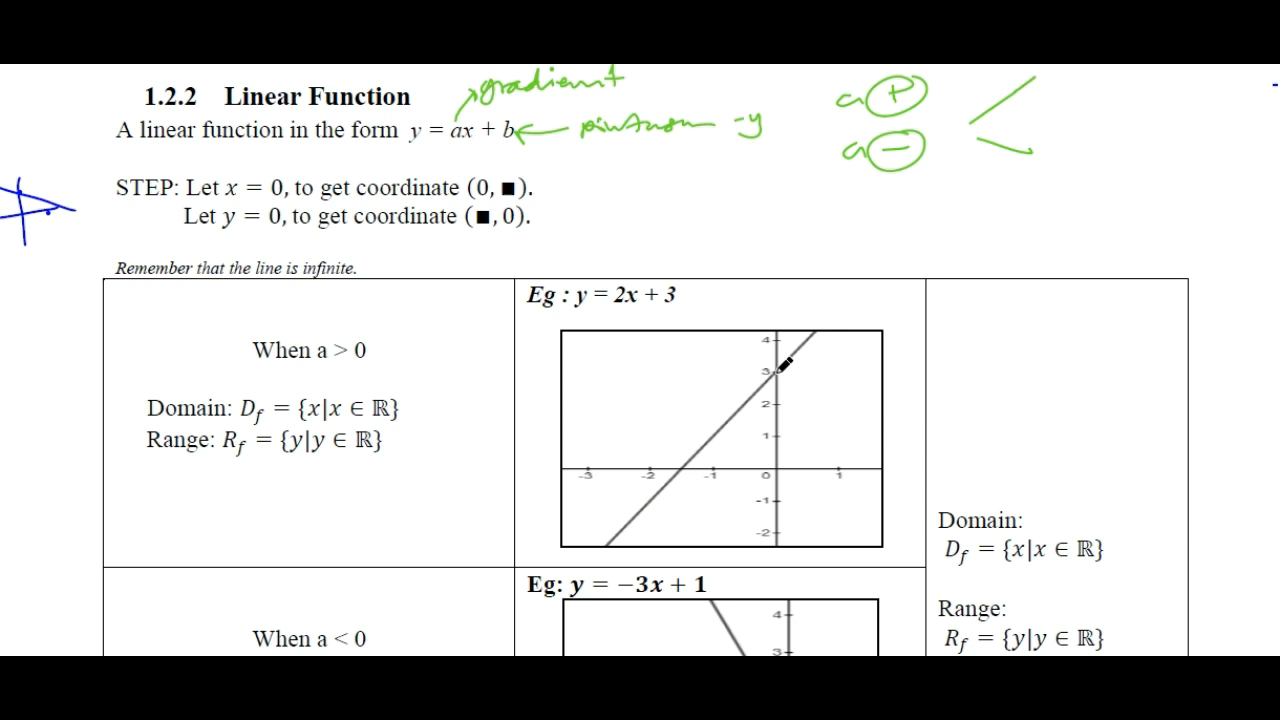 gradient
1.2.2 Linear Function
A linear function in the form y = ax + b
pintasan -y
a +
a −
STEP: Let x = 0, to get coordinate (0, ■).
Let y = 0, to get coordinate (■, 0).
Remember that the line is infinite.
When a > 0
Domain: D_f = {x|x ∈ ℝ}
Range: R_f = {y|y ∈ ℝ}
Eg : y = 2x + 3
4
3
2
1
-3 -2 -1 0 1
-1
-2
When a < 0
Eg: y = −3x + 1
4
3
Domain:
D_f = {x|x ∈ ℝ}
Range:
R_f = {y|y ∈ ℝ}